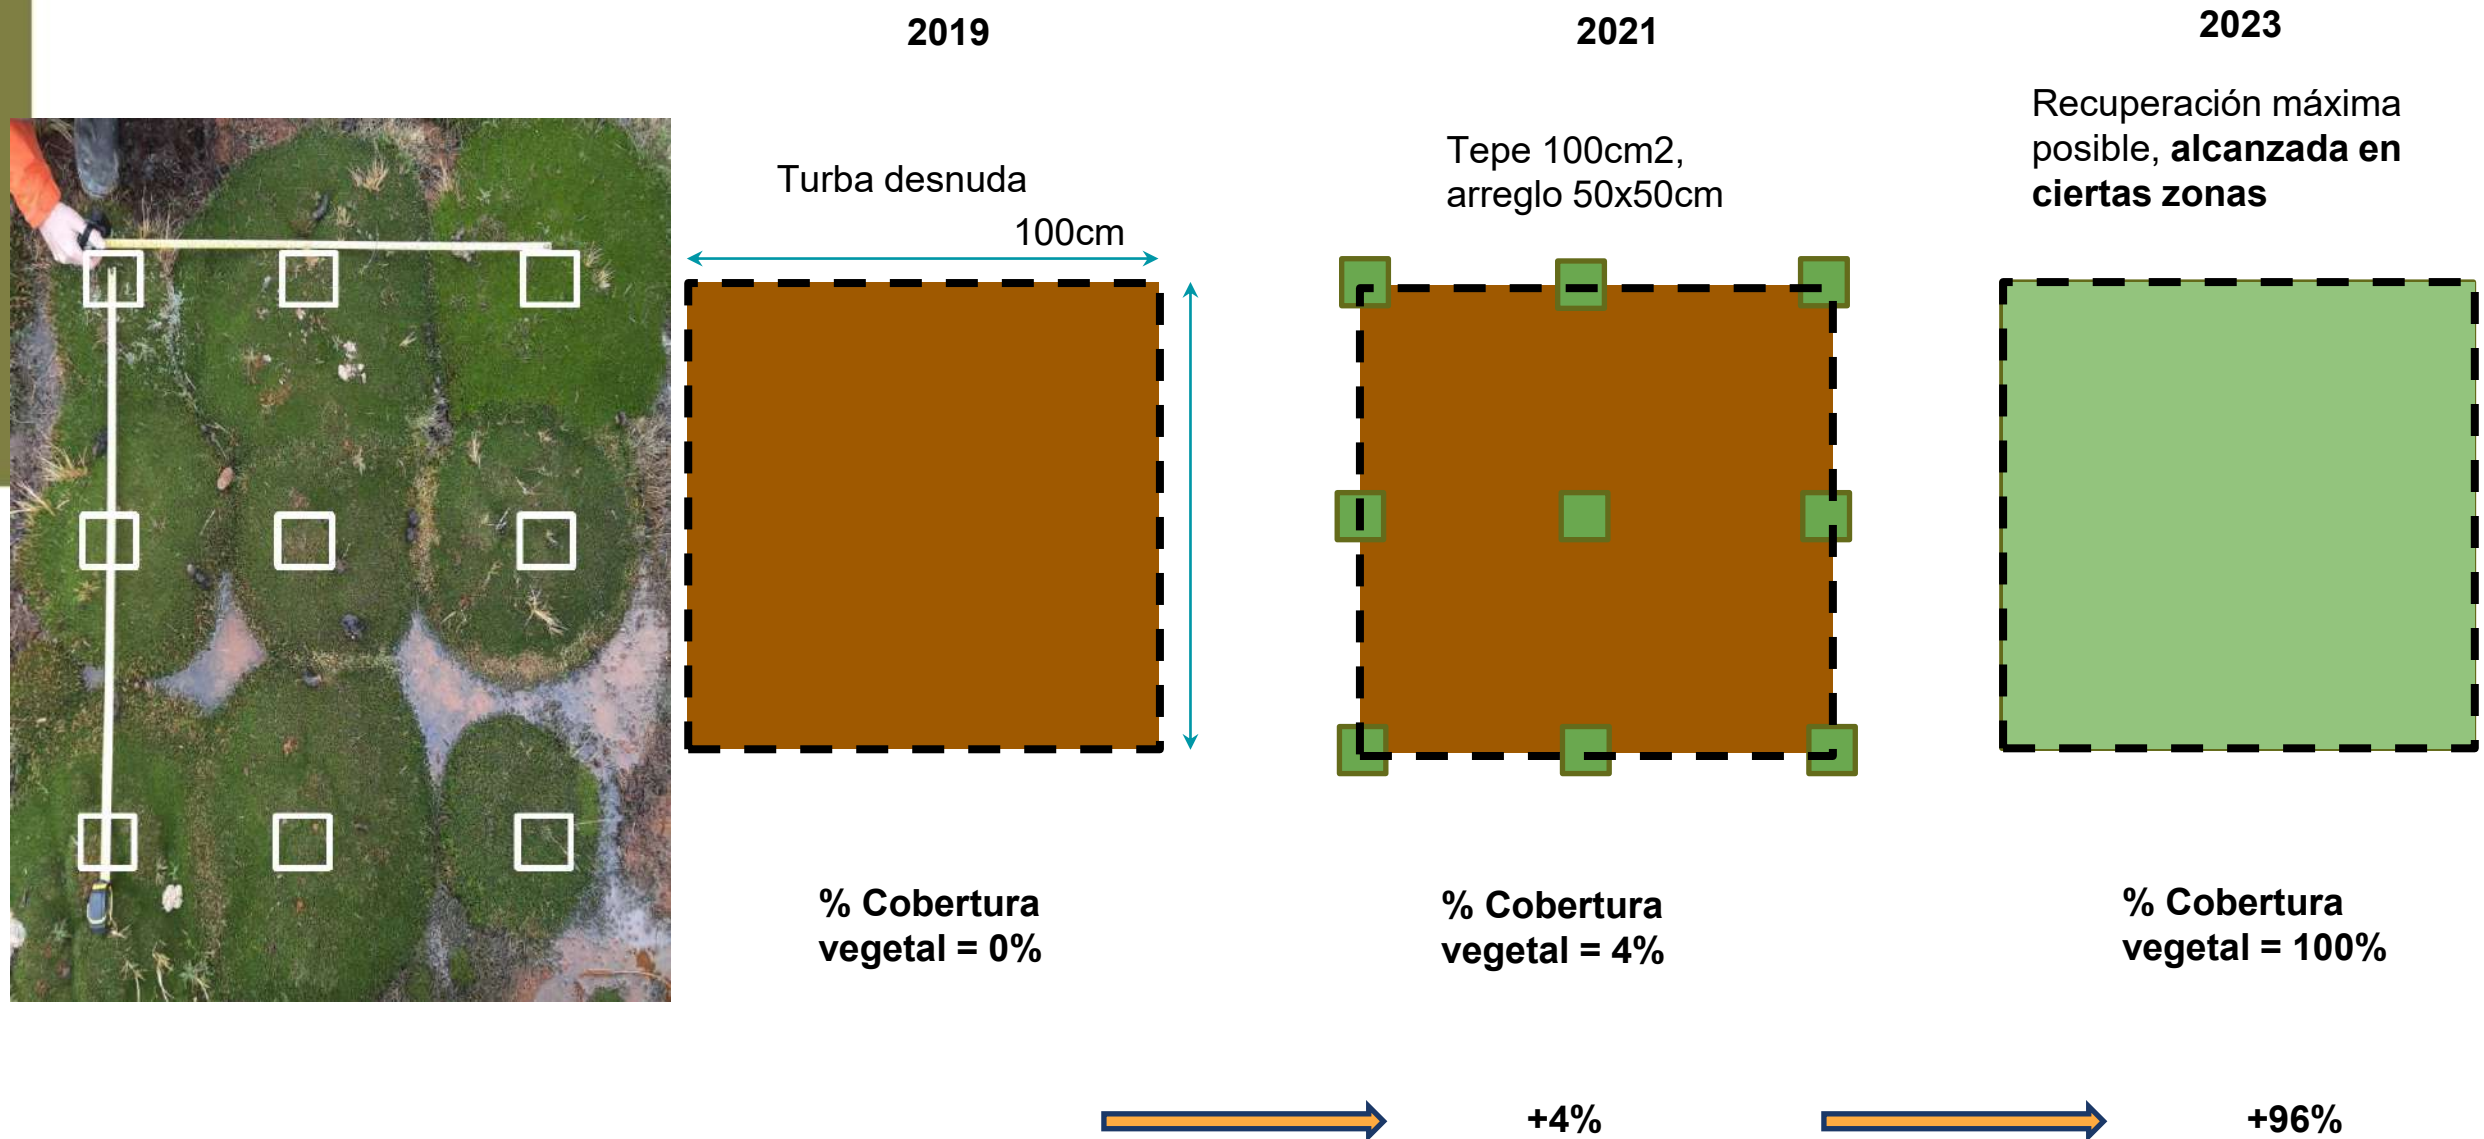 2019
2021
2023
Turba desnuda
100cm
Tepe 100cm2,
arreglo 50x50cm
Recuperación máxima
posible, alcanzada en
ciertas zonas
% Cobertura
vegetal = 0%
% Cobertura
vegetal = 4%
% Cobertura
vegetal = 100%
+4%
+96%